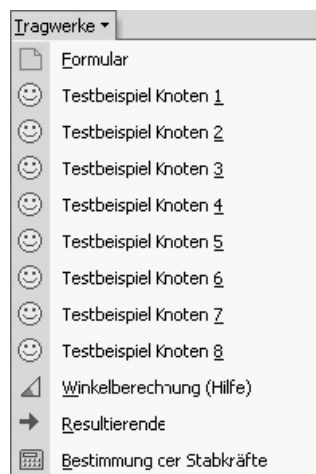 Tragwerke
Formular
Testbeispiel Knoten 1
Testbeispiel Knoten 2
Testbeispiel Knoten 3
Testbeispiel Knoten 4
Testbeispiel Knoten 5
Testbeispiel Knoten 6
Testbeispiel Knoten 7
Testbeispiel Knoten 8
Winkelberechnung (Hilfe)
Resultierende
Bestimmung der Stabkräfte